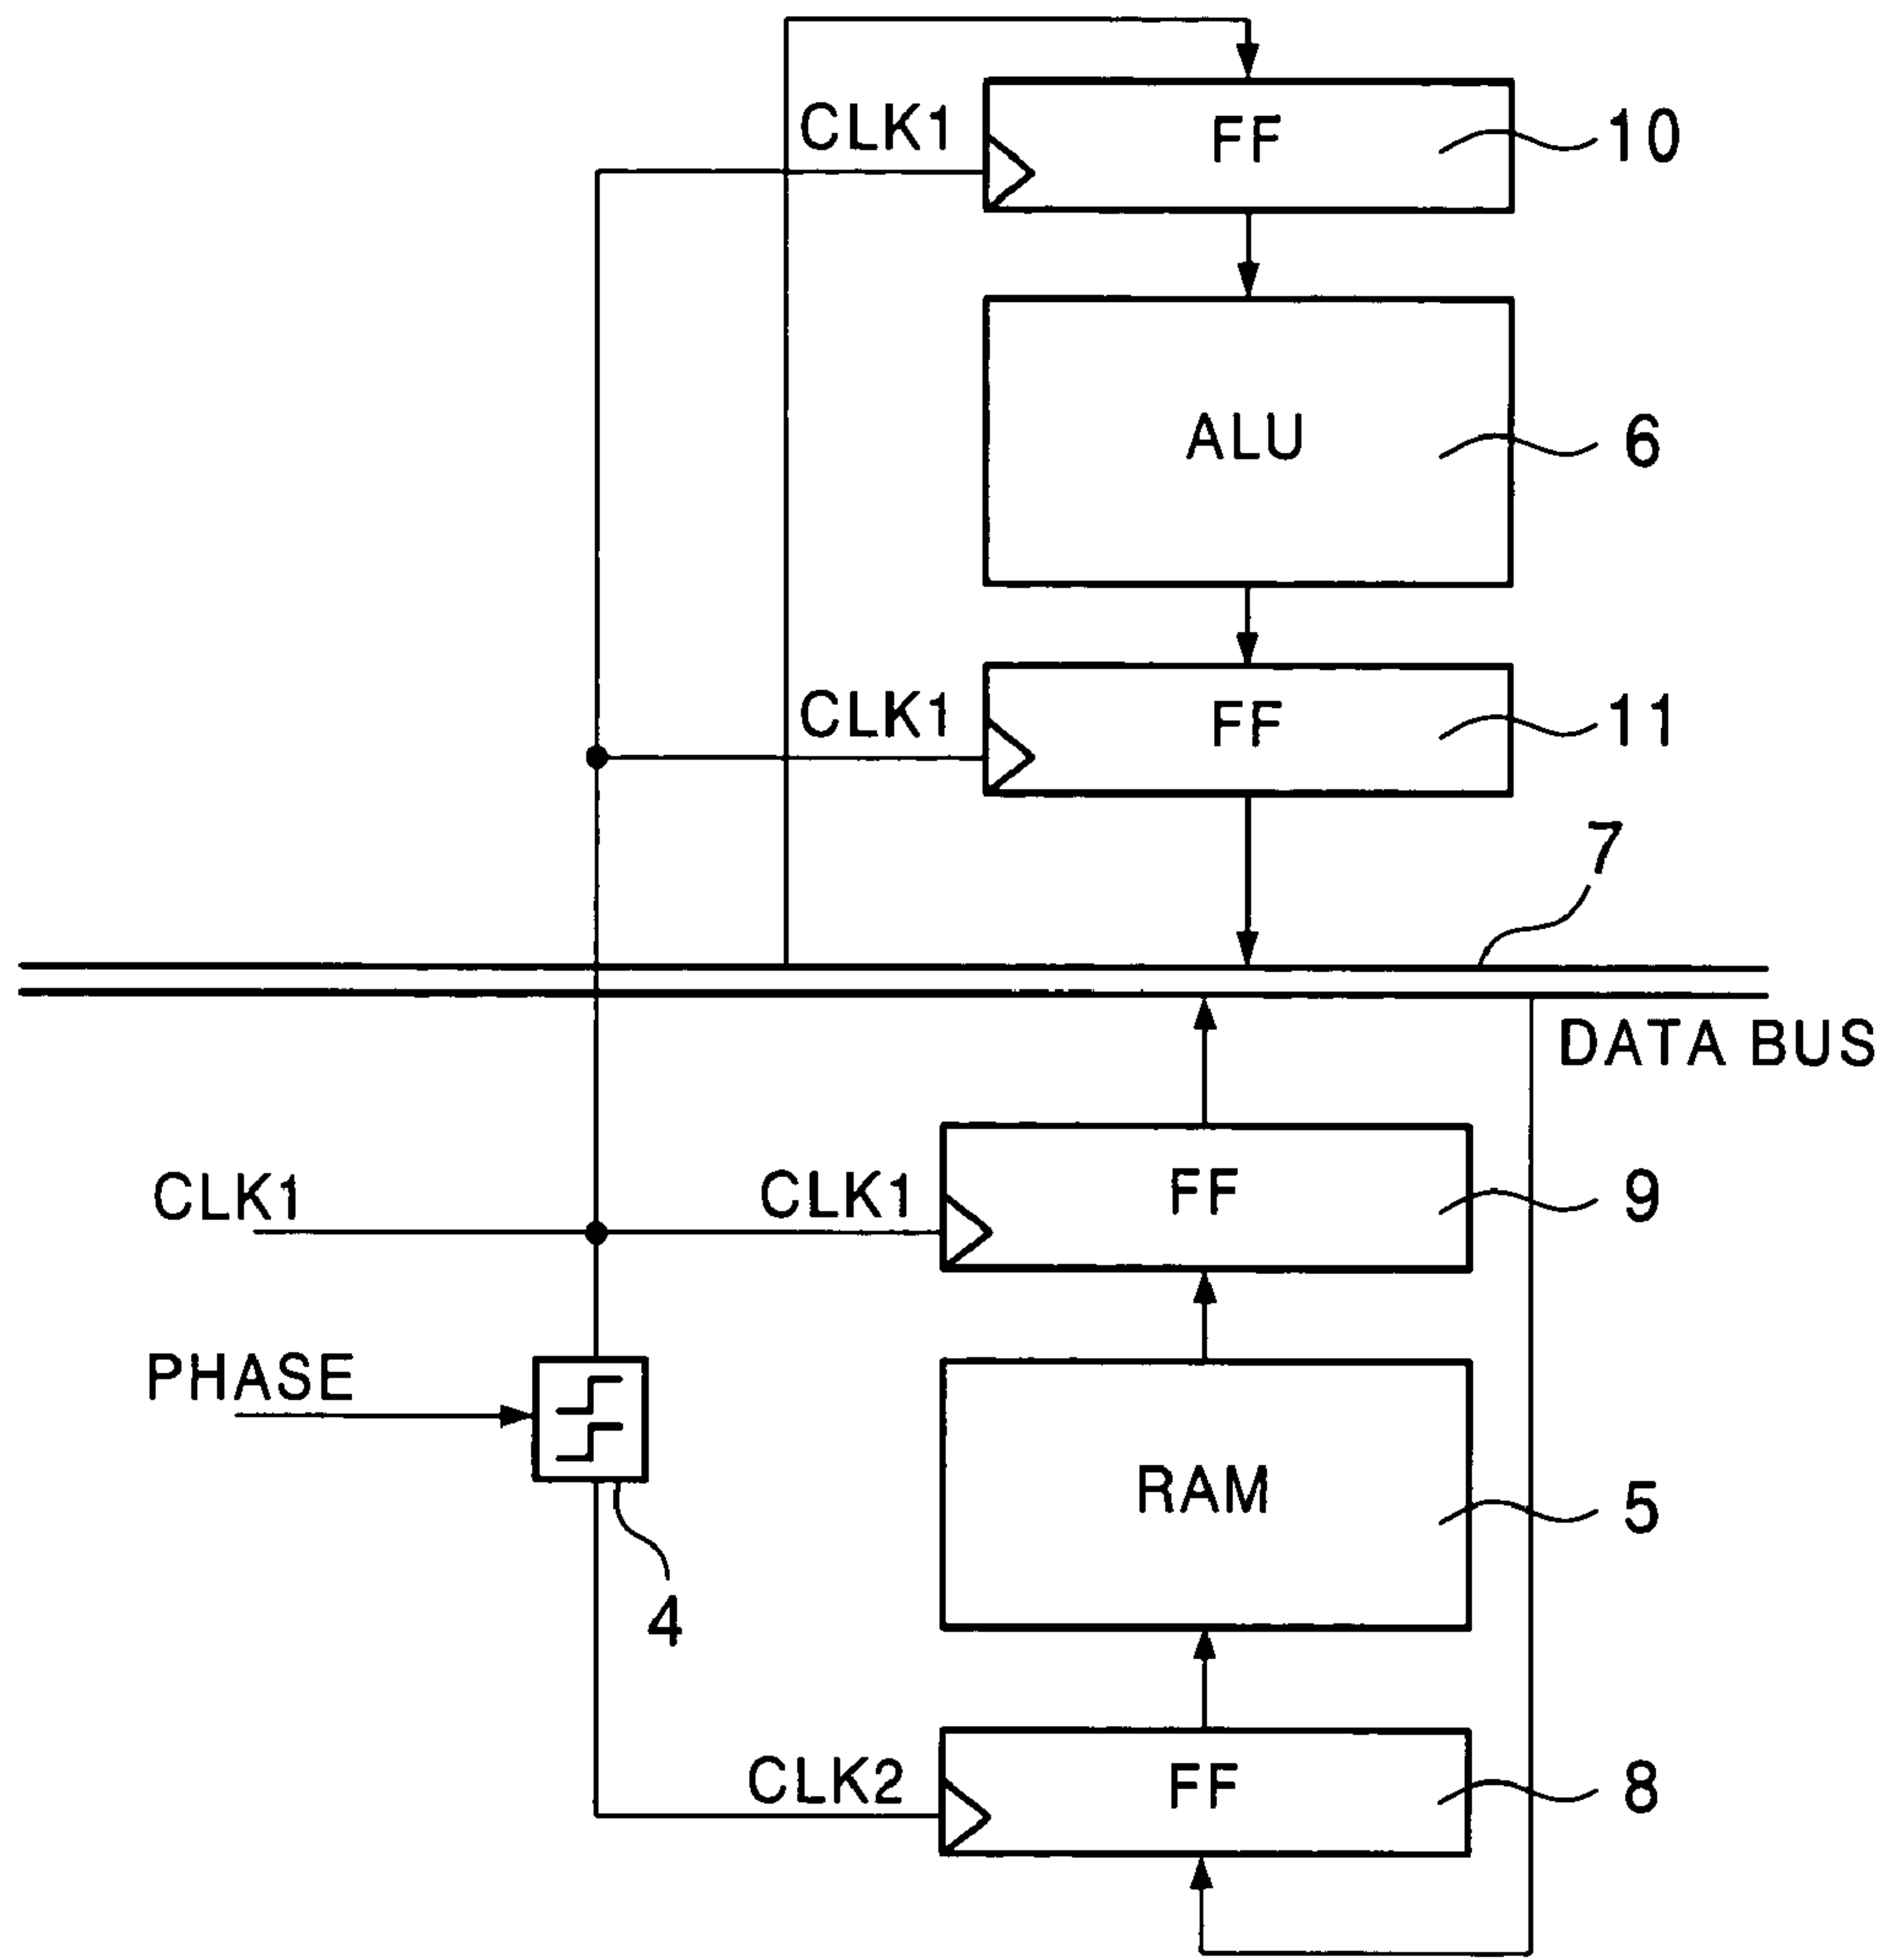 CLK1
FF
10
ALU
6
CLK1
FF
11
7
DATA BUS
CLK1
CLK1
FF
9
PHASE
RAM
5
4
CLK2
FF
8